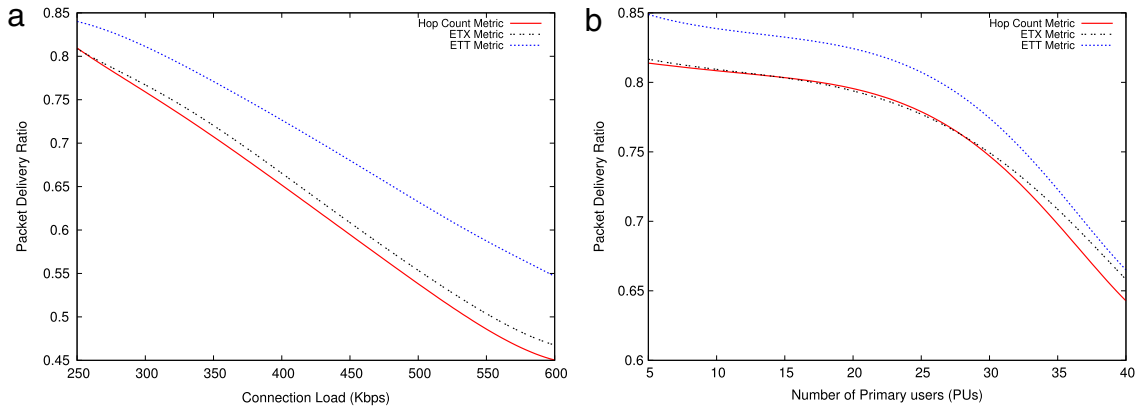 a
Hop Count Metric
ETX Metric
ETT Metric
Packet Delivery Ratio
0.85
0.8
0.75
0.7
0.65
0.6
0.55
0.5
0.45
250 300 350 400 450 500 550 600
Connection Load (Kbps)
b
Hop Count Metric
ETX Metric
ETT Metric
Packet Delivery Ratio
0.85
0.8
0.75
0.7
0.65
0.6
5 10 15 20 25 30 35 40
Number of Primary users (PUs)